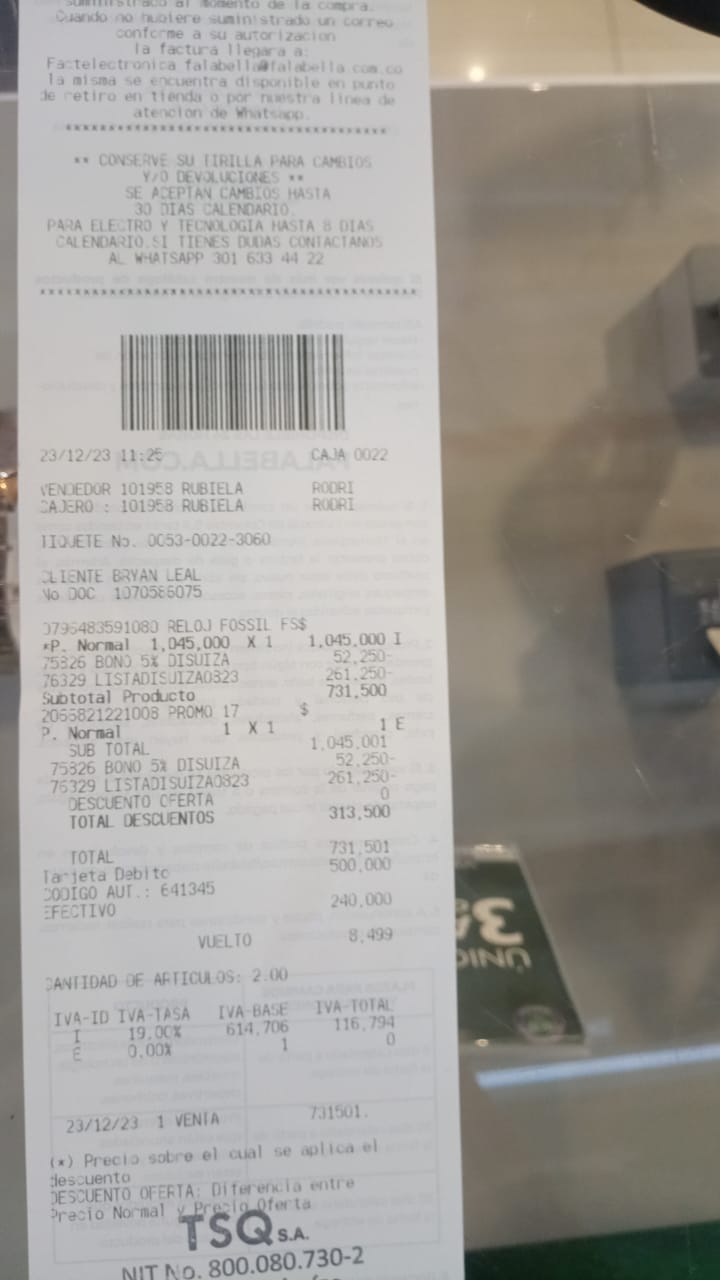 suministrado al momento de la compra.
Cuando no hubiere suministrado un correo
conforme a su autorizacion
la factura llegara a:
Factelectronica falabella@falabella.com.co
la misma se encuentra disponible en punto
de retiro en tienda o por nuestra linea de
atencion de Whatsapp.
** CONSERVE SU TIRILLA PARA CAMBIOS
Y/O DEVOLUCIONES **
SE ACEPTAN CAMBIOS HASTA
30 DIAS CALENDARIO.
PARA ELECTRO Y TECNOLOGIA HASTA 8 DIAS
CALENDARIO.SI TIENES DUDAS CONTACTANOS
AL WHATSAPP 301 633 44 22
23/12/23 11:25 CAJA 0022
VENDEDOR 101958 RUBIELA RODRI
CAJERO : 101958 RUBIELA RODRI
TIQUETE No. 0053-0022-3060
CLIENTE BRYAN LEAL
No DOC 1070586075
0796483591080 RELOJ FOSSIL FS$
*P. Normal 1,045,000 X 1 1,045,000 I
75826 BONO 5% DISUIZA 52,250-
76329 LISTADISUIZA0823 261,250-
Subtotal Producto 731,500
2055821221008 PROMO 17 $
P. Normal 1 X 1 1 E
SUB TOTAL 1,045,001
75826 BONO 5% DISUIZA 52,250-
76329 LISTADISUIZA0823 261,250-
DESCUENTO OFERTA 0
TOTAL DESCUENTOS 313,500
TOTAL 731,501
Tarjeta Debito 500,000
CODIGO AUT.: 641345
EFECTIVO 240,000
VUELTO 8,499
CANTIDAD DE ARTICULOS: 2.00
IVA-ID IVA-TASA IVA-BASE IVA-TOTAL
I 19.00% 614,706 116,794
E 0.00% 1 0
23/12/23 1 VENTA 731501.
(*) Precio sobre el cual se aplica el
descuento
DESCUENTO OFERTA: Diferencia entre
Precio Normal y Precio Oferta
TSQ S.A.
NIT No. 800.080.730-2